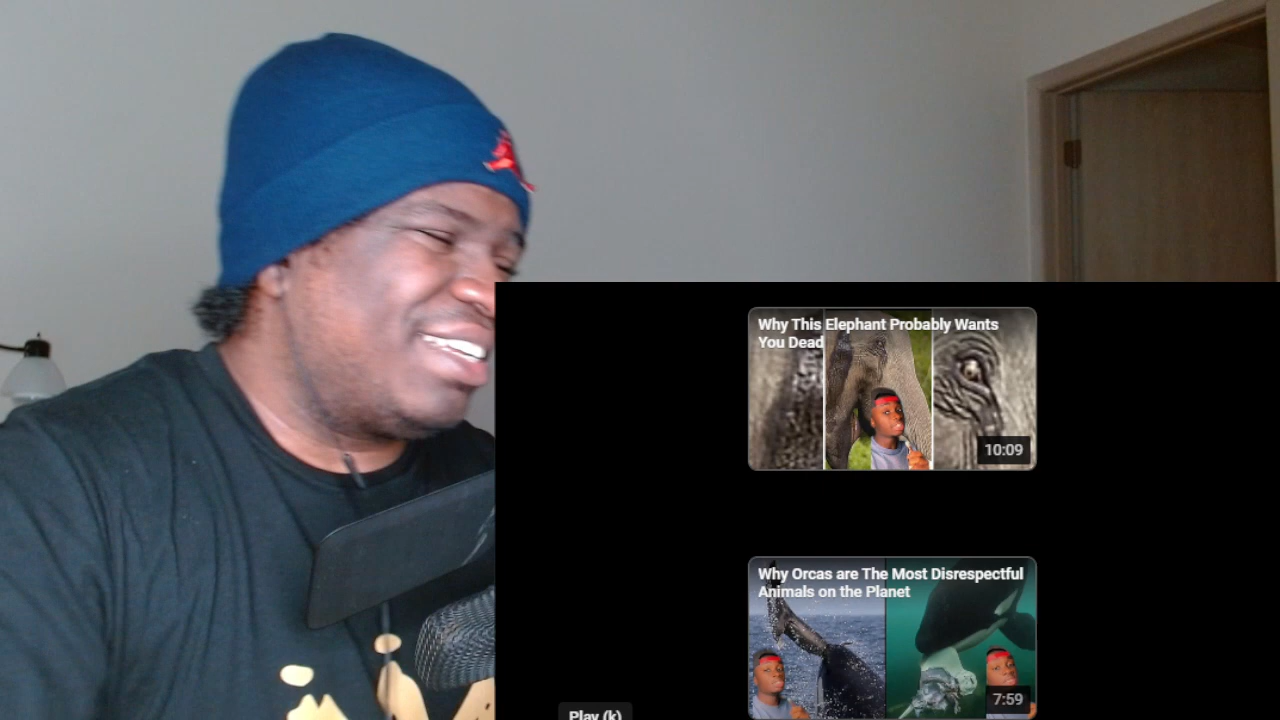 Why This Elephant Probably Wants
You Dead
10:09
Why Orcas are The Most Disrespectful
Animals on the Planet
7:59
Play (k)